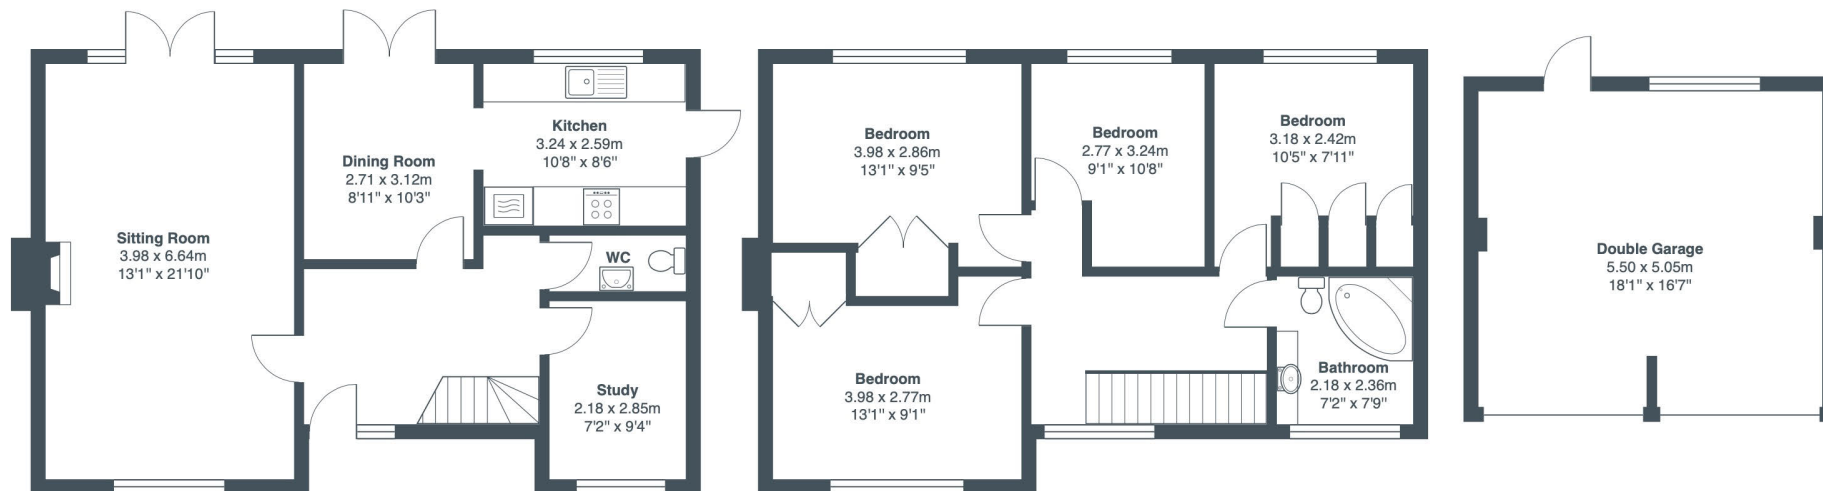 Sitting Room
3.98 x 6.64m
13'1" x 21'10"
Dining Room
2.71 x 3.12m
8'11" x 10'3"
Kitchen
3.24 x 2.59m
10'8" x 8'6"
WC
Study
2.18 x 2.85m
7'2" x 9'4"
Bedroom
3.98 x 2.86m
13'1" x 9'5"
Bedroom
2.77 x 3.24m
9'1" x 10'8"
Bedroom
3.18 x 2.42m
10'5" x 7'11"
Bedroom
3.98 x 2.77m
13'1" x 9'1"
Bathroom
2.18 x 2.36m
7'2" x 7'9"
Double Garage
5.50 x 5.05m
18'1" x 16'7"